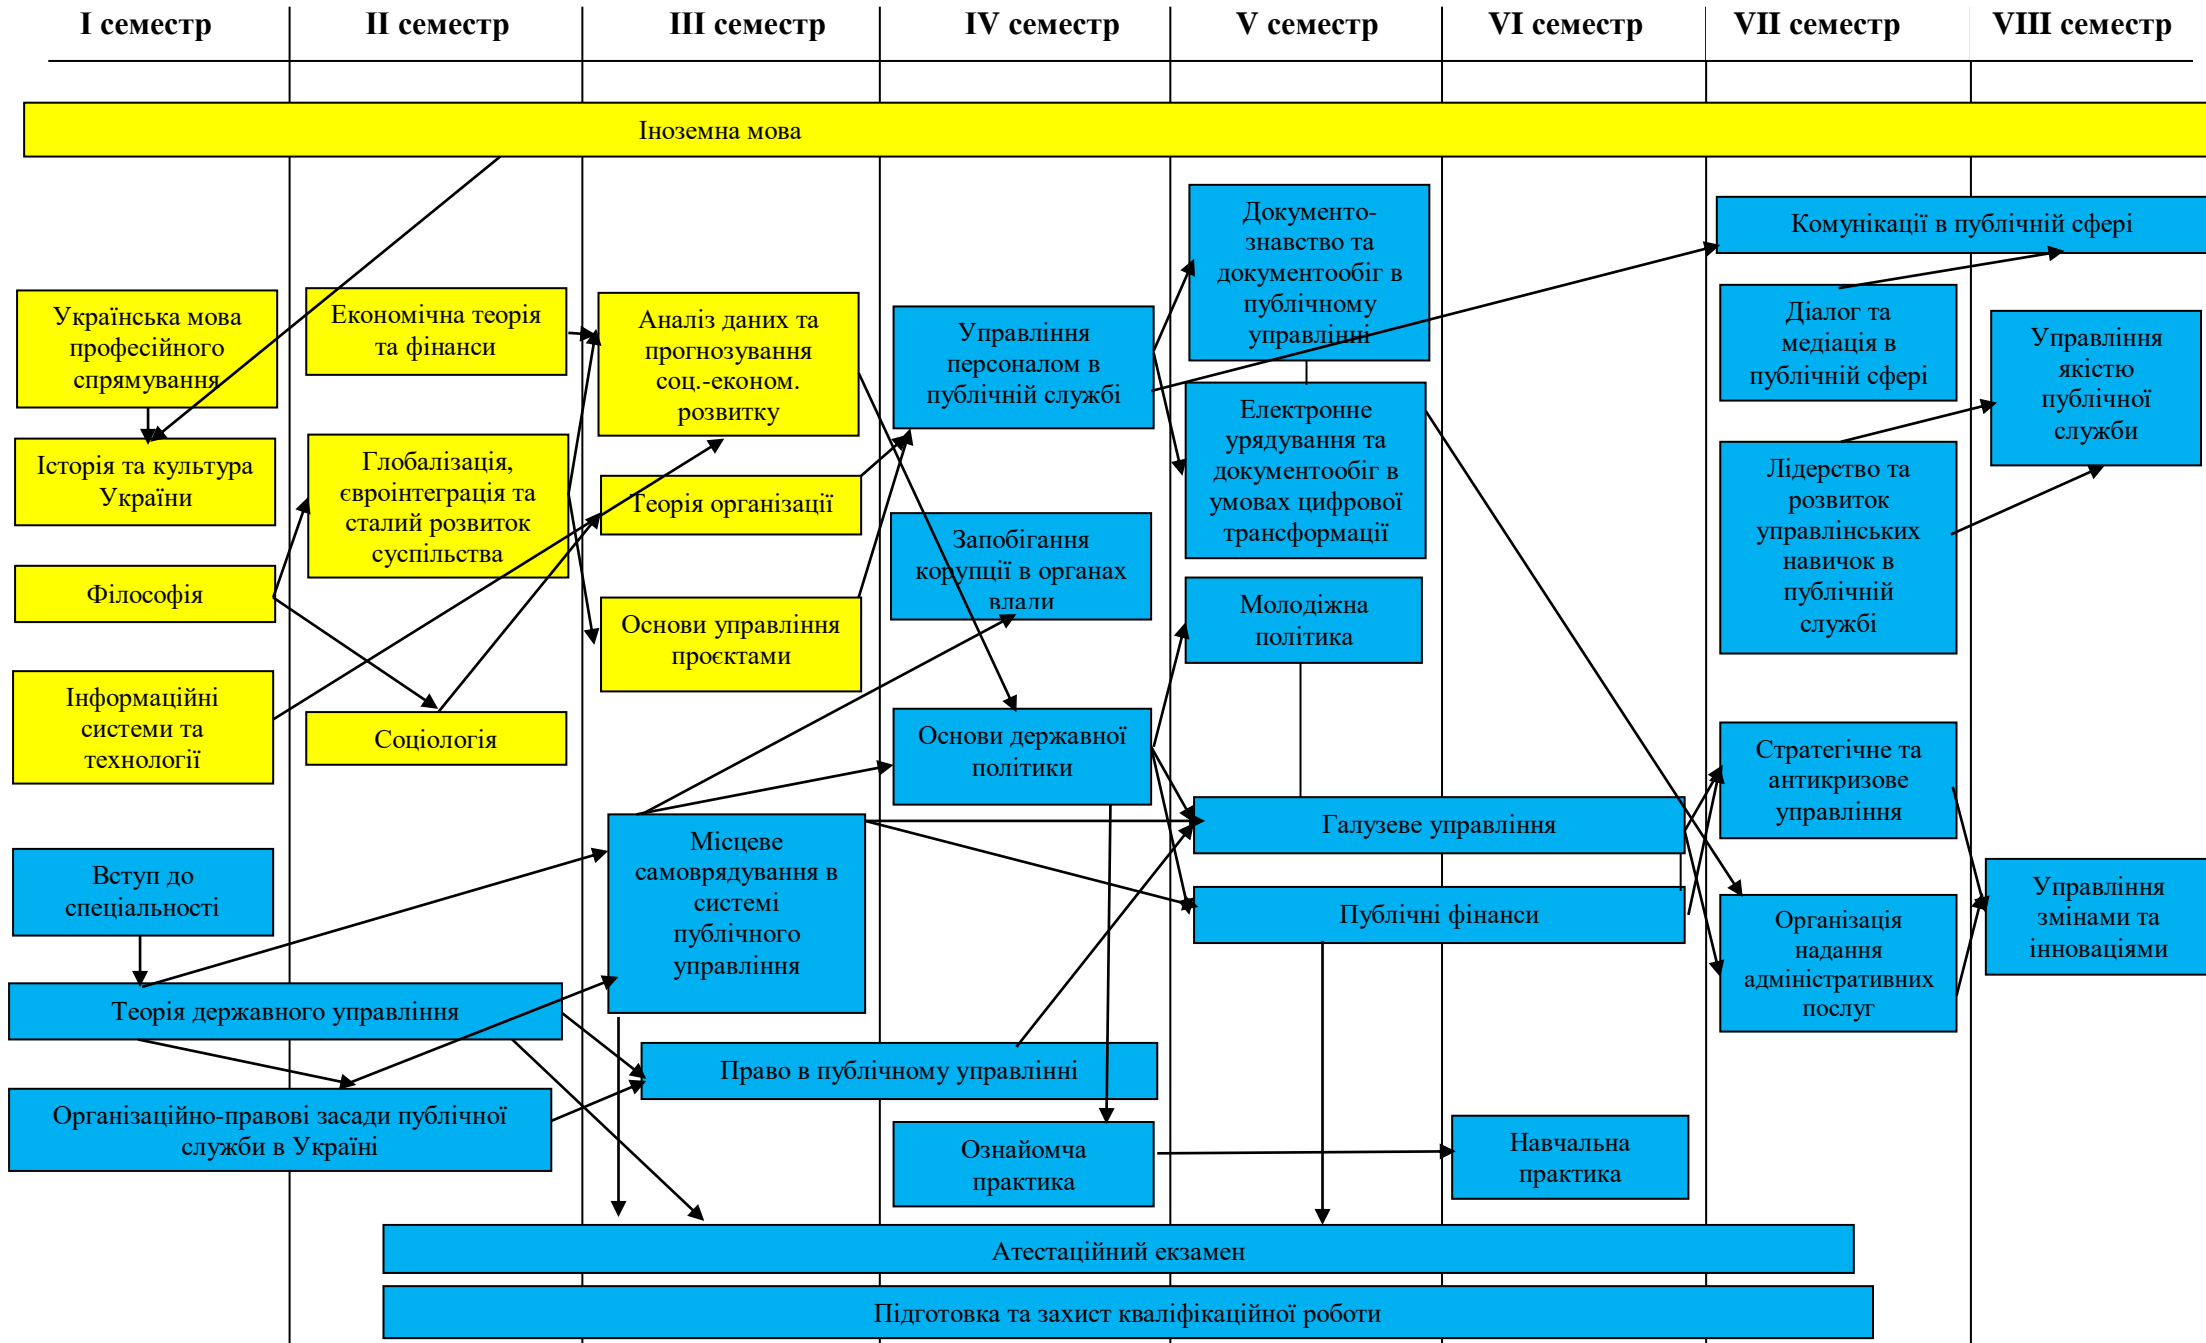 I семестр
II семестр
III семестр
IV семестр
V семестр
VI семестр
VII семестр
VIII семестр
Іноземна мова
Українська мова
професійного
спрямування
Історія та культура
України
Філософія
Інформаційні
системи та
технології
Вступ до
спеціальності
Теорія державного управління
Організаційно-правові засади публічної
служби в Україні
Економічна теорія
та фінанси
Глобалізація,
євроінтеграція та
сталий розвиток
суспільства
Соціологія
Аналіз даних та
прогнозування
соц.-економ.
розвитку
Теорія організації
Основи управління
проєктами
Місцеве
самоврядування в
системі
публічного
управління
Право в публічному управлінні
Управління
персоналом в
публічній службі
Запобігання
корупції в органах
влади
Основи державної
політики
Ознайомча
практика
Документо-
знавство та
документообіг в
публічному
управлінні
Електронне
урядування та
документообіг в
умовах цифрової
трансформації
Молодіжна
політика
Галузеве управління
Публічні фінанси
Навчальна
практика
Комунікації в публічній сфері
Діалог та
медіація в
публічній сфері
Лідерство та
розвиток
управлінських
навичок в
публічній
службі
Стратегічне та
антикризове
управління
Організація
надання
адміністративних
послуг
Управління
якістю
публічної
служби
Управління
змінами та
інноваціями
Атестаційний екзамен
Підготовка та захист кваліфікаційної роботи